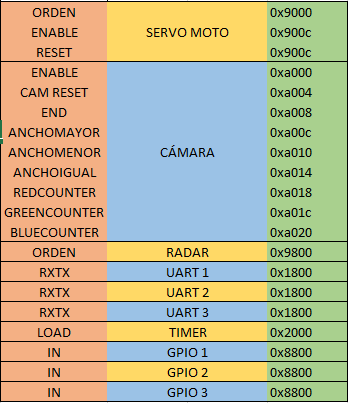 ORDEN 0x9000
ENABLE SERVO MOTO 0x900c
RESET 0x900c
ENABLE 0xa000
CAM RESET 0xa004
END 0xa008
ANCHOMAYOR 0xa00c
ANCHOMENOR CÁMARA 0xa010
ANCHOIGUAL 0xa014
REDCOUNTER 0xa018
GREENCOUNTER 0xa01c
BLUECOUNTER 0xa020
ORDEN RADAR 0x9800
RXTX UART 1 0x1800
RXTX UART 2 0x1800
RXTX UART 3 0x1800
LOAD TIMER 0x2000
IN GPIO 1 0x8800
IN GPIO 2 0x8800
IN GPIO 3 0x8800